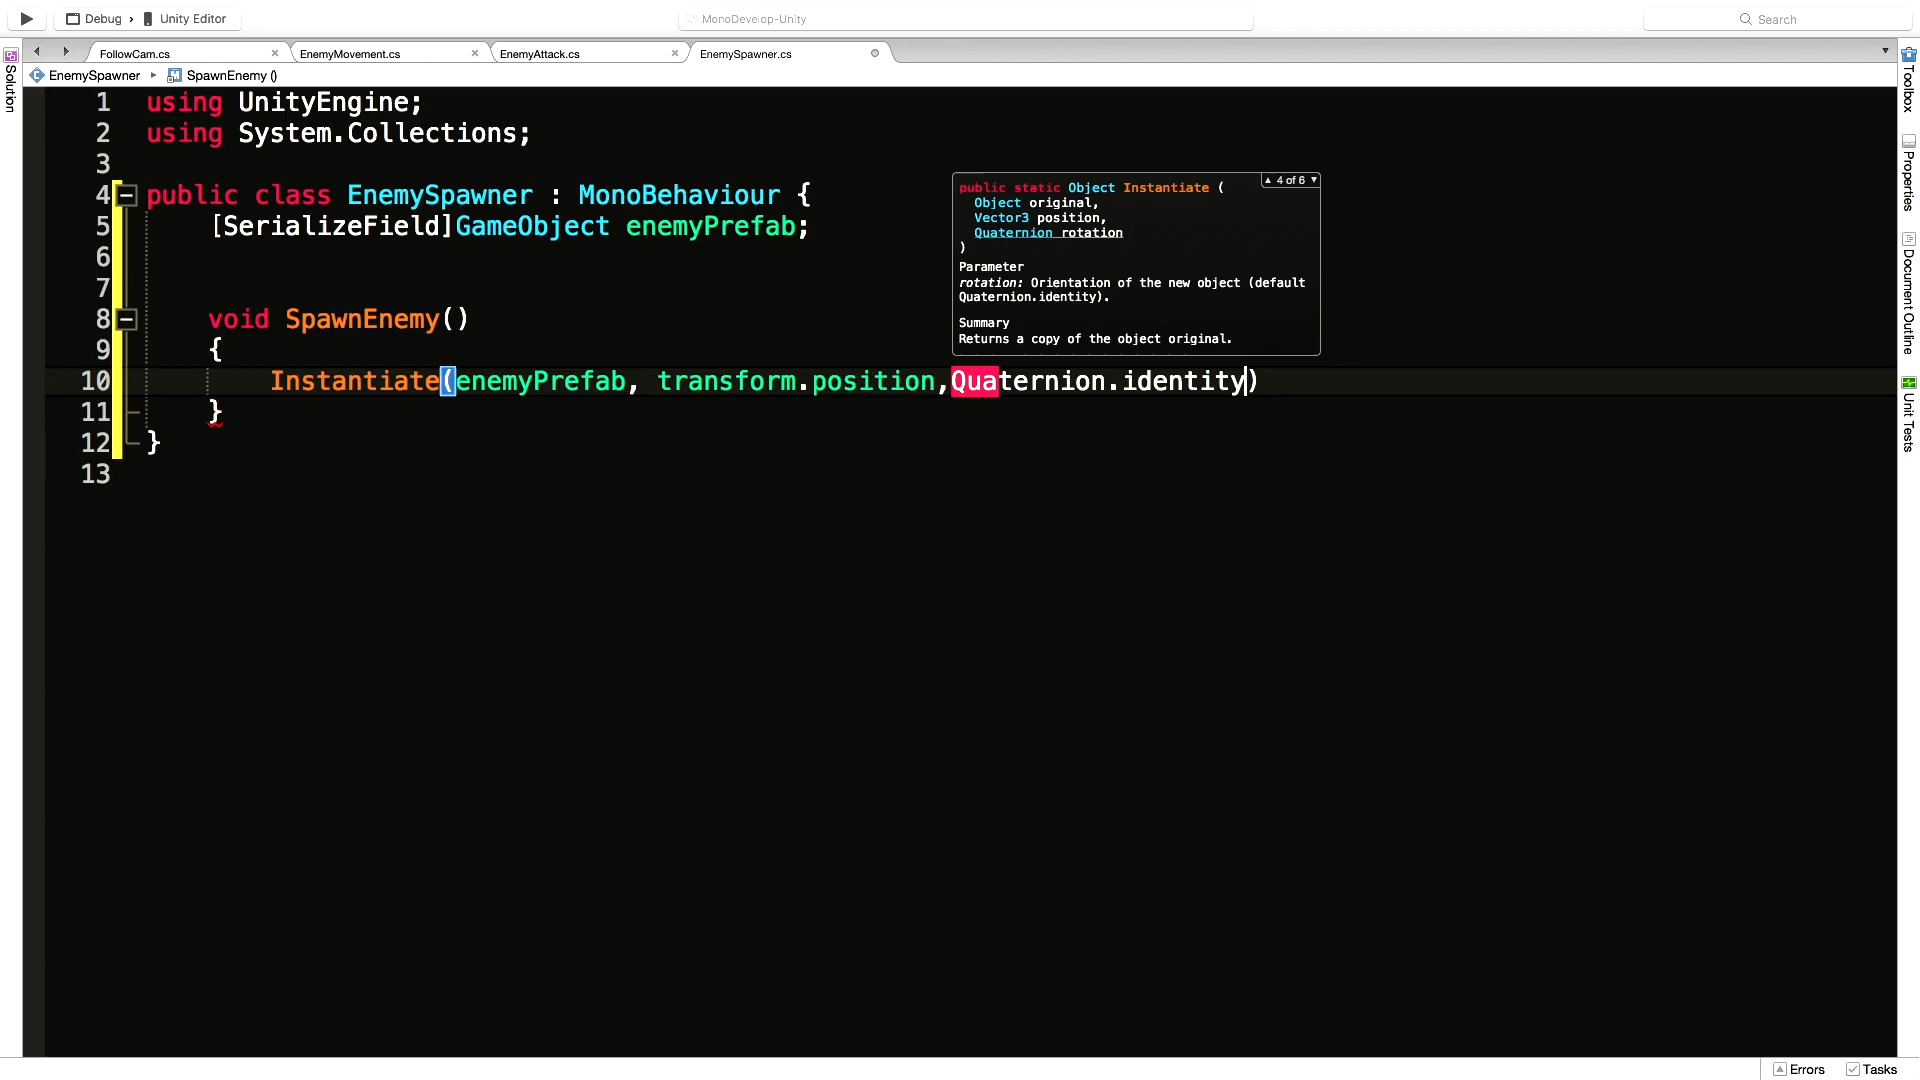 Debug › Unity Editor
MonoDevelop-Unity
Search
FollowCam.cs
EnemyMovement.cs
EnemyAttack.cs
EnemySpawner.cs
EnemySpawner
SpawnEnemy ()
Solution
1 using UnityEngine;
2 using System.Collections;
3
4 public class EnemySpawner : MonoBehaviour {
5 [SerializeField]GameObject enemyPrefab;
6
7
8 void SpawnEnemy()
9 {
10 Instantiate(enemyPrefab, transform.position,Quaternion.identity)
11 }
12 }
13
4 of 6
public static Object Instantiate (
Object original,
Vector3 position,
Quaternion rotation
)
Parameter
rotation: Orientation of the new object (default
Quaternion.identity).
Summary
Returns a copy of the object original.
Toolbox
Properties
Document Outline
Unit Tests
Errors
Tasks